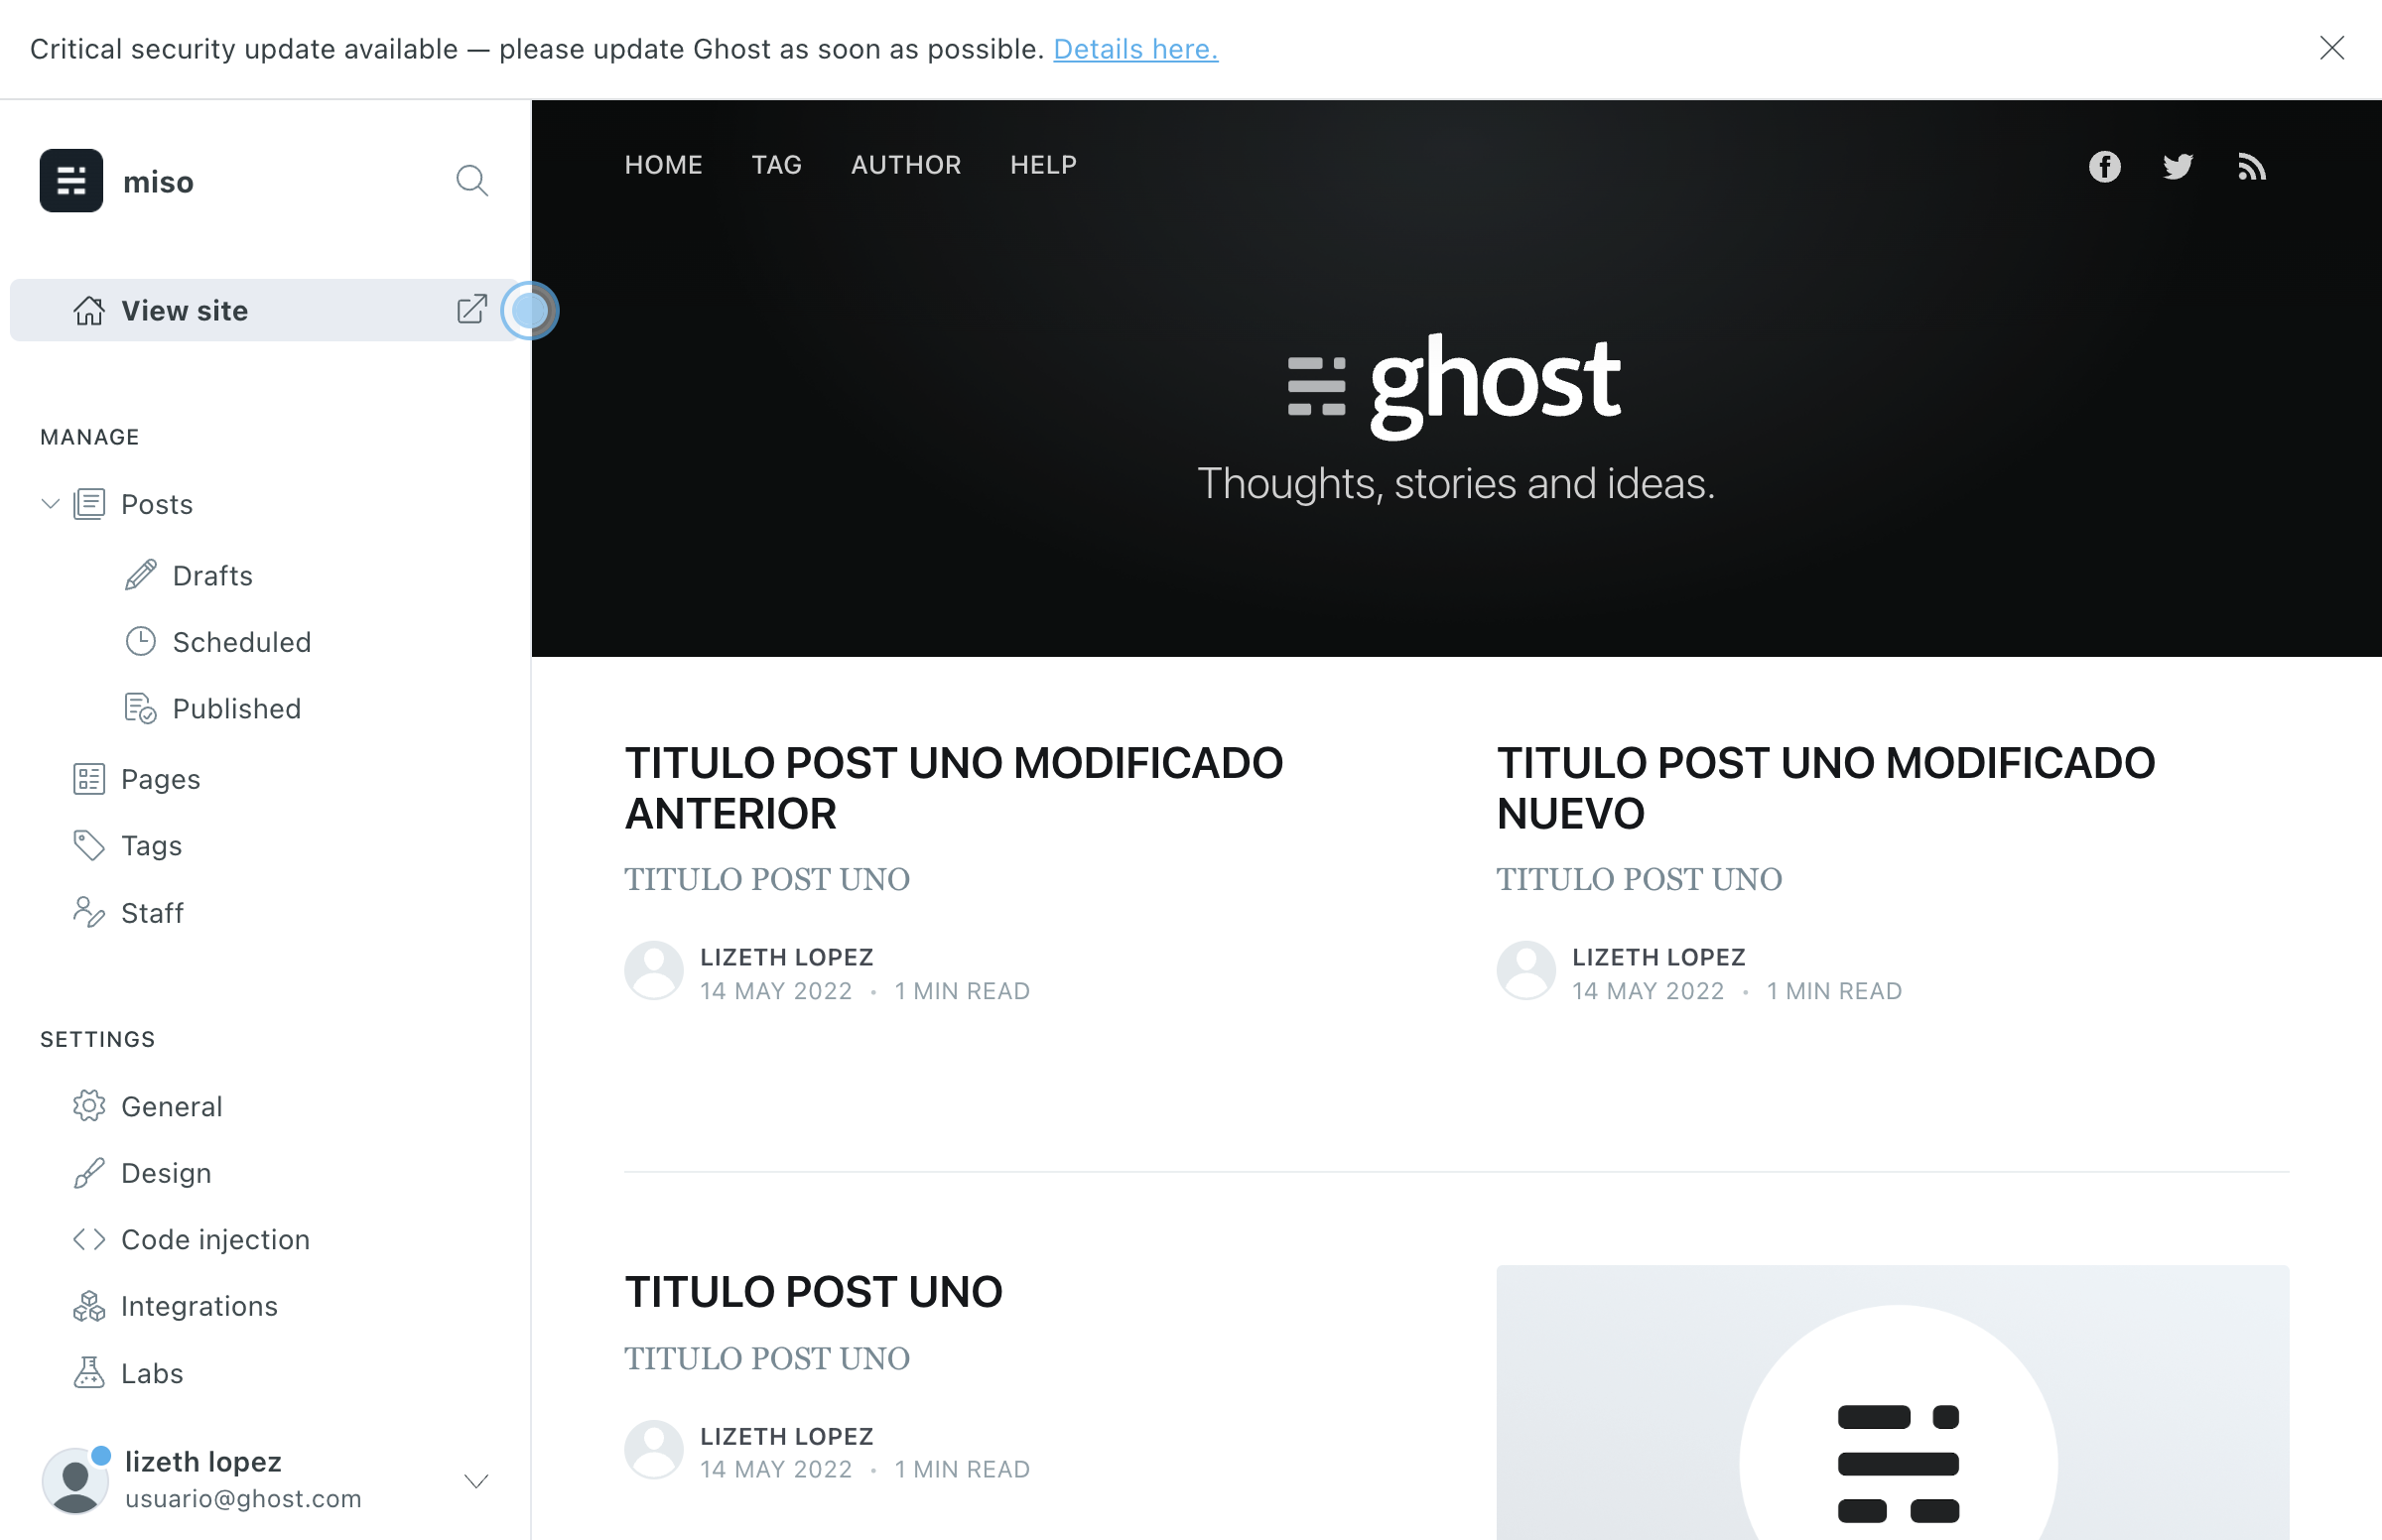 Critical security update available — please update Ghost as soon as possible. Details here.
miso
View site
MANAGE
Posts
Drafts
Scheduled
Published
Pages
Tags
Staff
SETTINGS
General
Design
Code injection
Integrations
Labs
lizeth lopez
usuario@ghost.com
HOME TAG AUTHOR HELP
ghost
Thoughts, stories and ideas.
TITULO POST UNO MODIFICADO
ANTERIOR
TITULO POST UNO
LIZETH LOPEZ
14 MAY 2022 • 1 MIN READ
TITULO POST UNO MODIFICADO
NUEVO
TITULO POST UNO
LIZETH LOPEZ
14 MAY 2022 • 1 MIN READ
TITULO POST UNO
TITULO POST UNO
LIZETH LOPEZ
14 MAY 2022 • 1 MIN READ